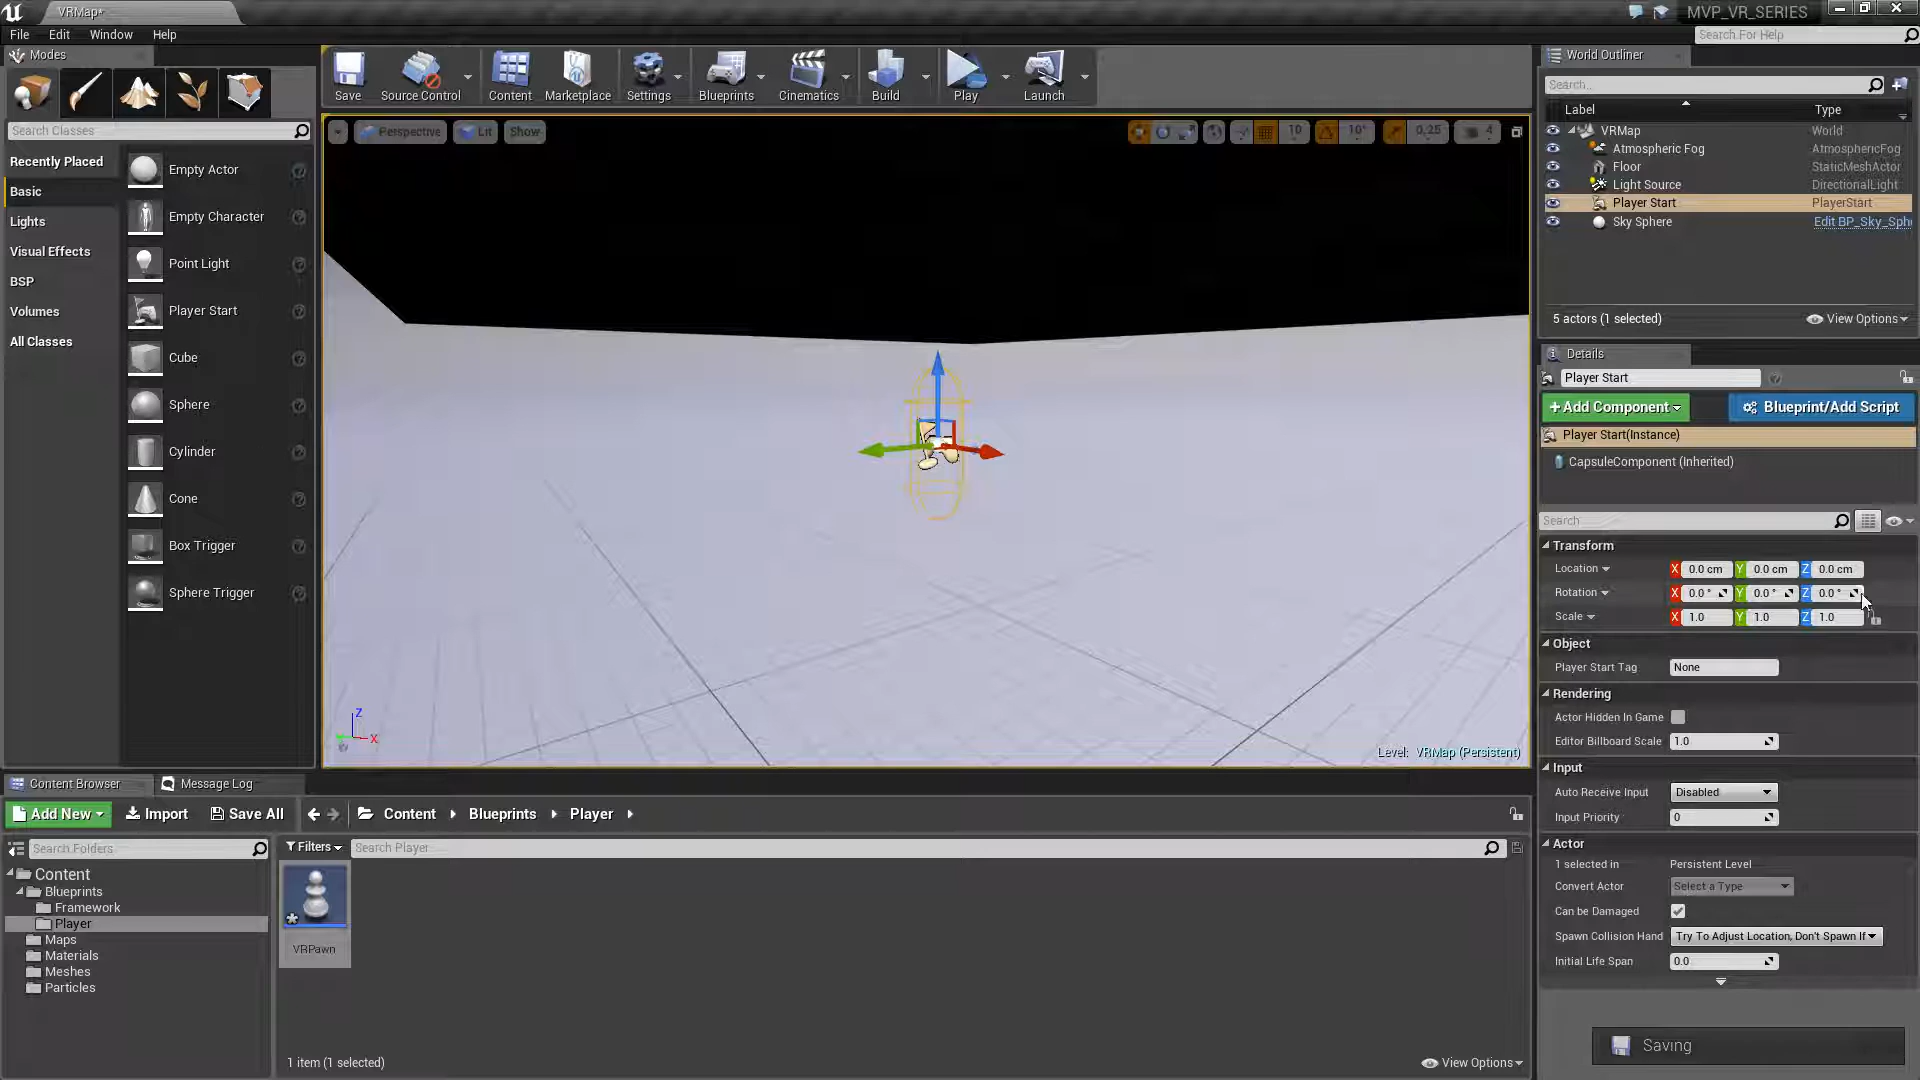 VRMap*
MVP_VR_SERIES
File Edit Window Help
Search For Help
Modes
Search Classes
Recently Placed
Basic
Lights
Visual Effects
BSP
Volumes
All Classes
Empty Actor
Empty Character
Point Light
Player Start
Cube
Sphere
Cylinder
Cone
Box Trigger
Sphere Trigger
Save Source Control Content Marketplace Settings Blueprints Cinematics Build Play Launch
Perspective Lit Show
10 10° 0.25 4
Z
X
Level: VRMap (Persistent)
World Outliner
Search...
Label Type
VRMap World
Atmospheric Fog AtmosphericFog
Floor StaticMeshActor
Light Source DirectionalLight
Player Start PlayerStart
Sky Sphere Edit BP_Sky_Sph
5 actors (1 selected) View Options
Details
Player Start
+Add Component Blueprint/Add Script
Player Start(Instance)
CapsuleComponent (Inherited)
Search
Transform
Location X 0.0 cm Y 0.0 cm Z 0.0 cm
Rotation X 0.0 ° Y 0.0 ° Z 0.0 °
Scale X 1.0 Y 1.0 Z 1.0
Object
Player Start Tag None
Rendering
Actor Hidden In Game
Editor Billboard Scale 1.0
Input
Auto Receive Input Disabled
Input Priority 0
Actor
1 selected in Persistent Level
Convert Actor Select a Type
Can be Damaged
Spawn Collision Hand Try To Adjust Location, Don't Spawn If
Initial Life Span 0.0
Saving
Content Browser Message Log
Add New Import Save All Content Blueprints Player
Search Folders
Filters Search Player
Content
Blueprints
Framework
Player
Maps
Materials
Meshes
Particles
VRPawn
1 item (1 selected) View Options